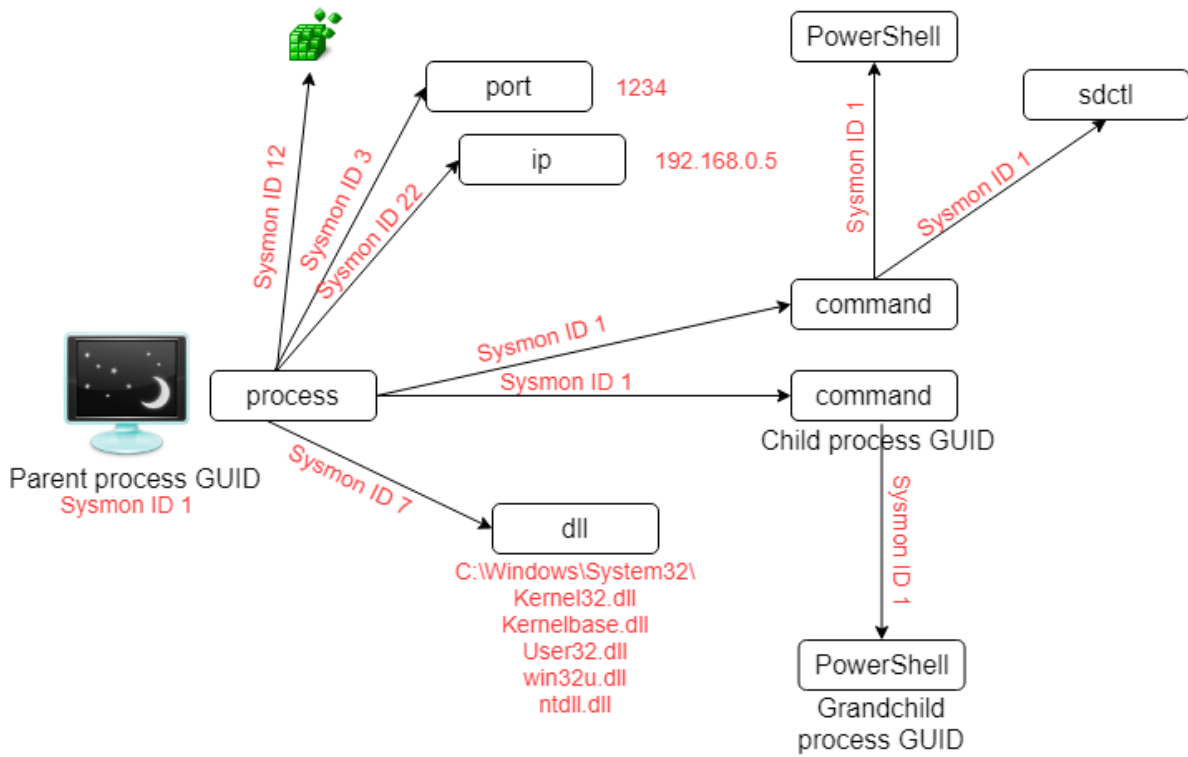 PowerShell
port
1234
sdctl
ip
192.168.0.5
Sysmon ID 12
Sysmon ID 3
Sysmon ID 22
Sysmon ID 1
Sysmon ID 1
command
Sysmon ID 1
process
Sysmon ID 1
command
Child process GUID
Parent process GUID
Sysmon ID 1
Sysmon ID 7
dll
C:\Windows\System32\
Kernel32.dll
Kernelbase.dll
User32.dll
win32u.dll
ntdll.dll
Sysmon ID 1
PowerShell
Grandchild
process GUID